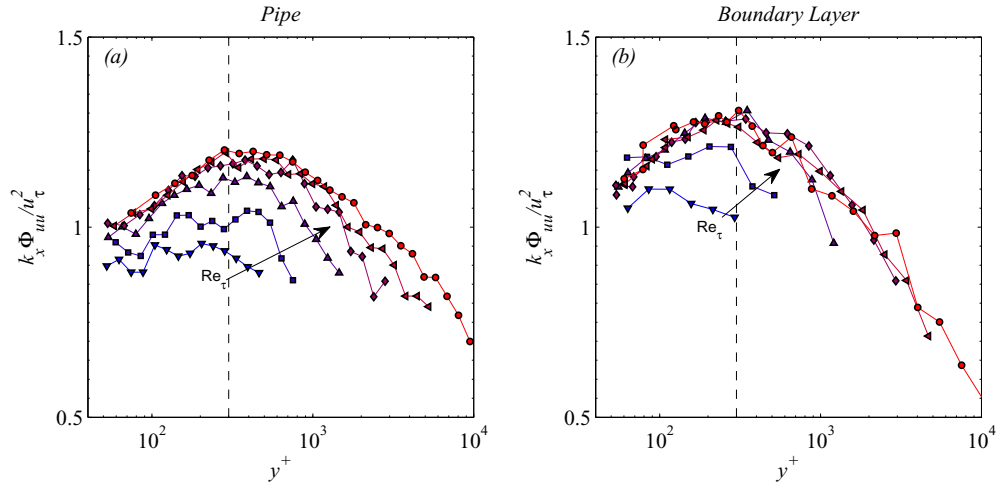 Pipe
Boundary Layer
(a)
(b)
1.5
1
0.5
10^2
10^3
10^4
k_x Φ_uu/u_τ^2
y^+
Re_τ
1.5
1
0.5
10^2
10^3
10^4
k_x Φ_uu/u_τ^2
y^+
Re_τ